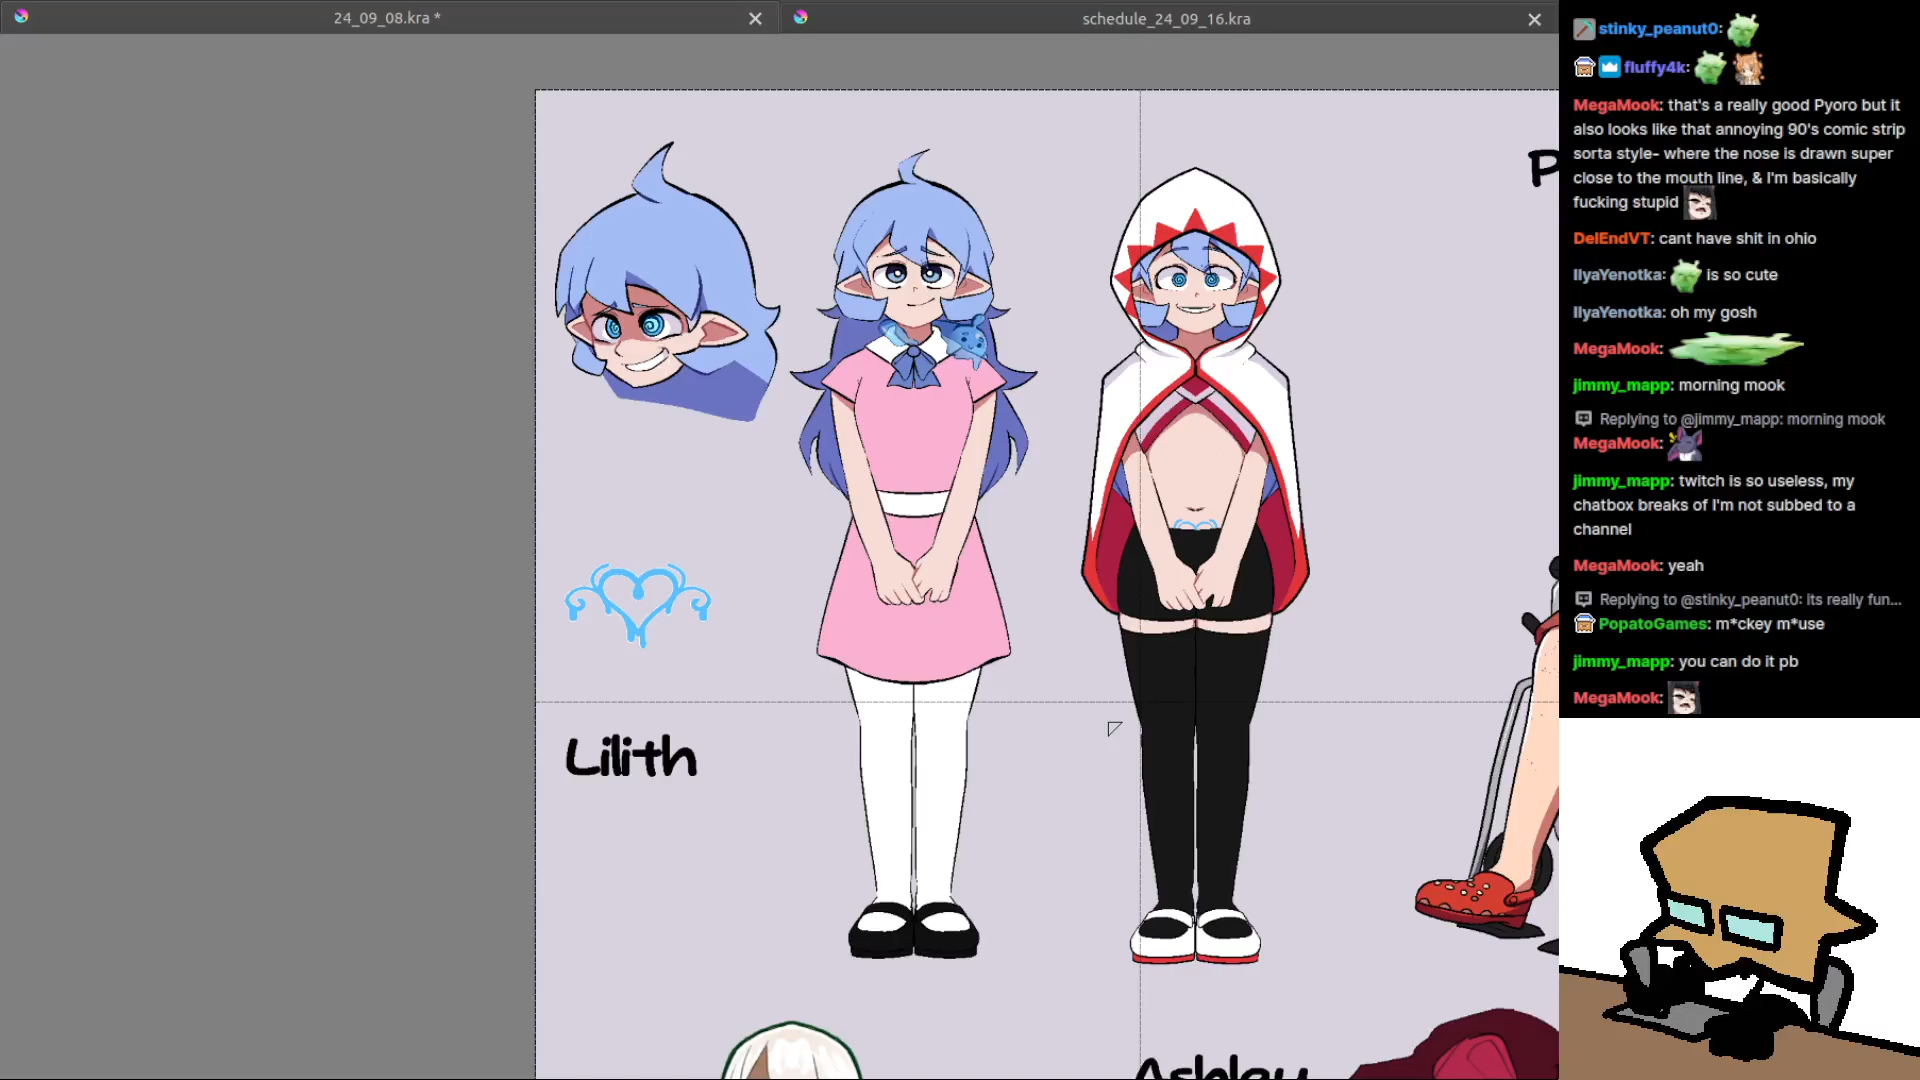 24_09_08.kra *
schedule_24_09_16.kra
P
Lilith
Ashley
stinky_peanut0:
fluffy4k:
MegaMook: that's a really good Pyoro but it
also looks like that annoying 90's comic strip
sorta style- where the nose is drawn super
close to the mouth line, & I'm basically
fucking stupid
DelEndVT: cant have shit in ohio
IlyaYenotka: is so cute
IlyaYenotka: oh my gosh
MegaMook:
jimmy_mapp: morning mook
Replying to @jimmy_mapp: morning mook
MegaMook:
jimmy_mapp: twitch is so useless, my
chatbox breaks of I'm not subbed to a
channel
MegaMook: yeah
Replying to @stinky_peanut0: its really fun...
PopatoGames: m*ckey m*use
jimmy_mapp: you can do it pb
MegaMook: